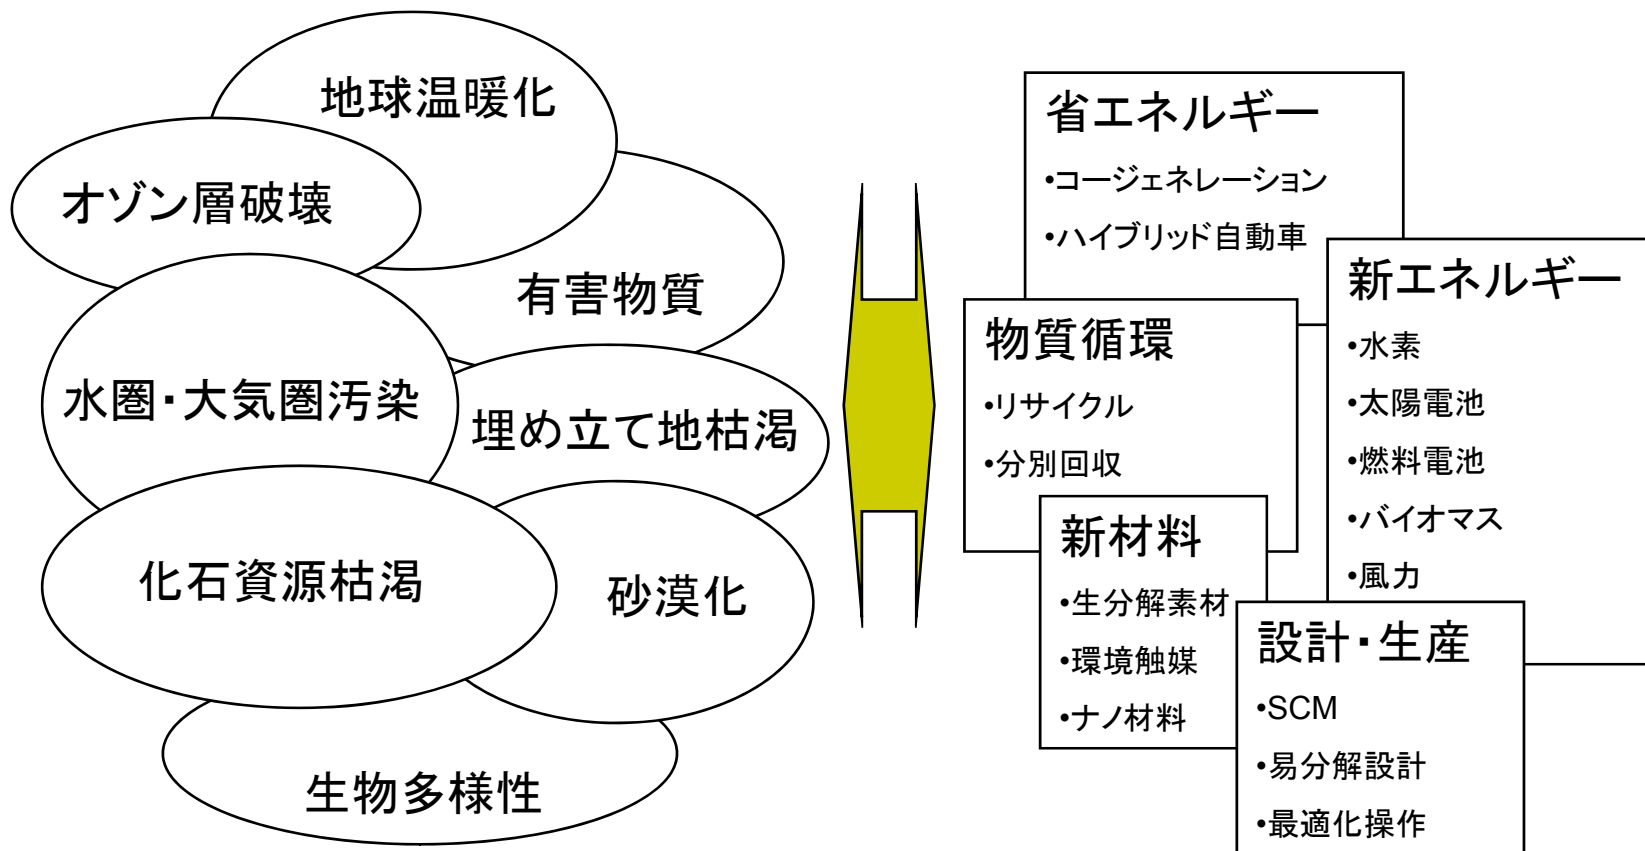 地球温暖化
オゾン層破壊
有害物質
水圏・大気圏汚染
埋め立て地枯渇
化石資源枯渇
砂漠化
生物多様性
省エネルギー
•コージェネレーション
•ハイブリッド自動車
物質循環
•リサイクル
•分別回収
新エネルギー
•水素
•太陽電池
•燃料電池
•バイオマス
•風力
新材料
•生分解素材
•環境触媒
•ナノ材料
設計・生産
•SCM
•易分解設計
•最適化操作